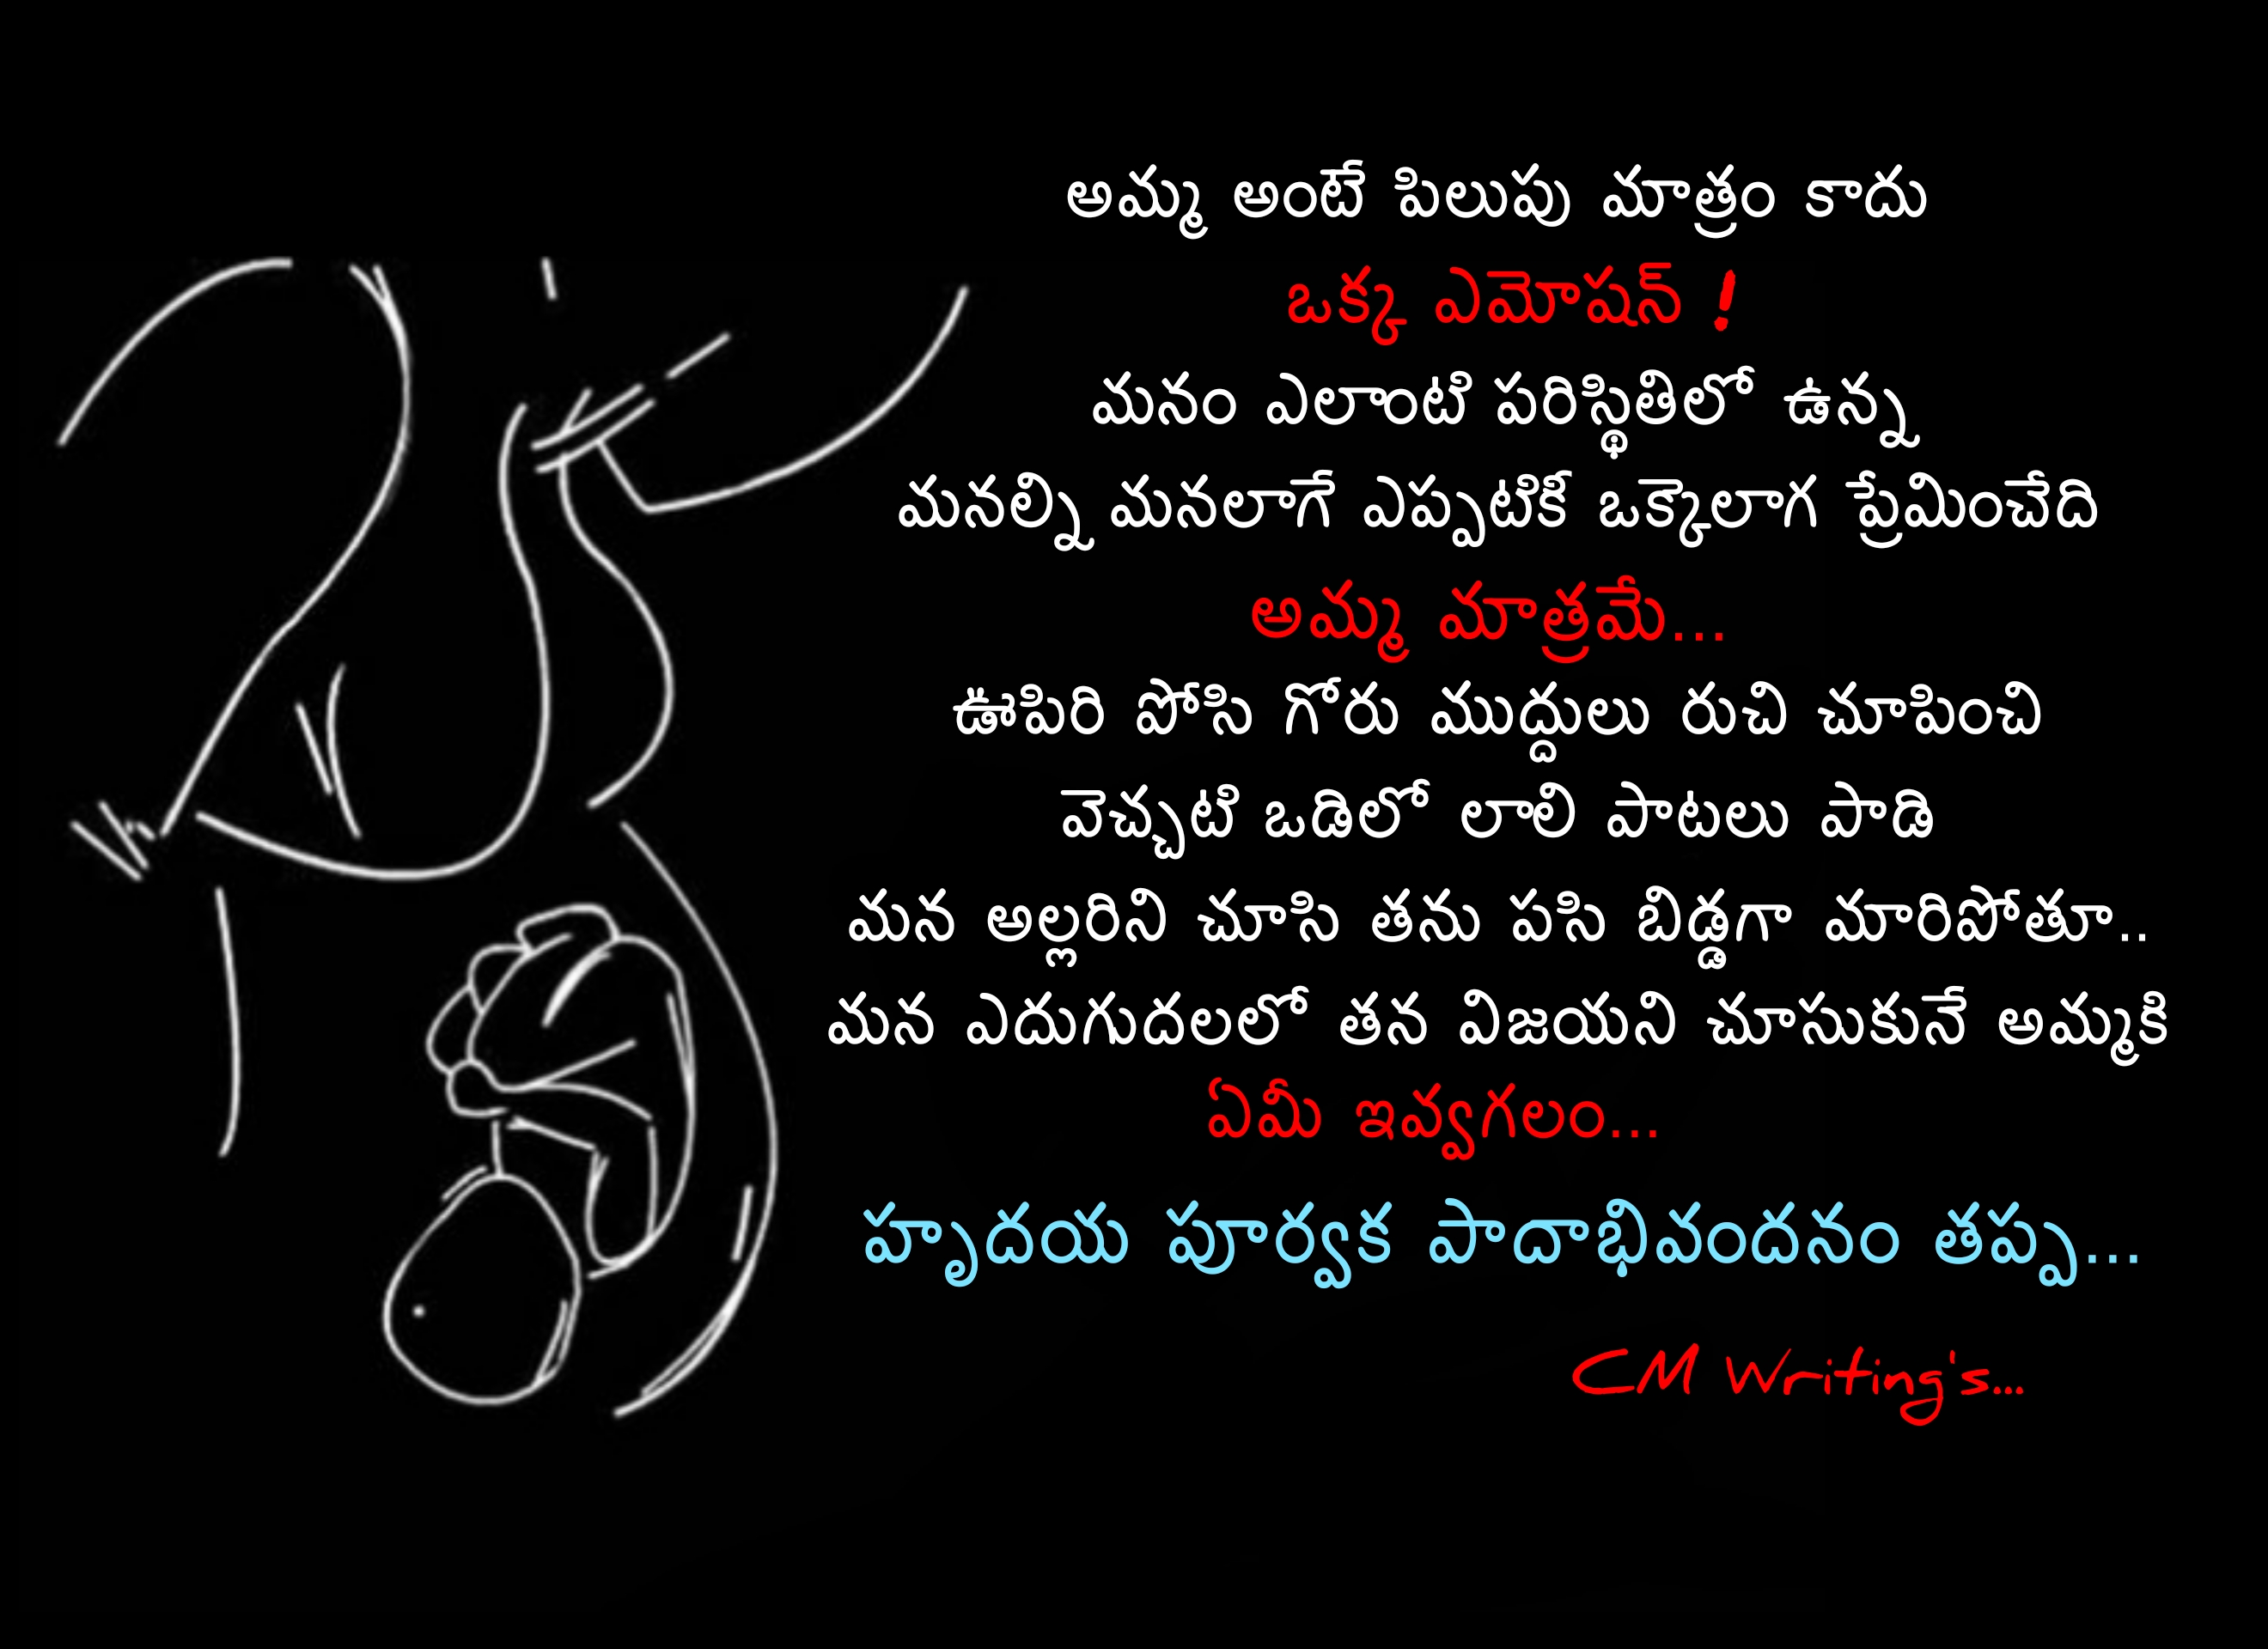 అమ్మ అంటే పిలుపు మాత్రం కాదు
ఒక్క ఎమోషన్ !
మనం ఎలాంటి పరిస్థితిలో ఉన్న
మనల్ని మనలాగే ఎప్పటికీ ఒక్కెలాగ ప్రేమించేది
అమ్మ మాత్రమే...
ఊపిరి పోసి గోరు ముద్దులు రుచి చూపించి
వెచ్చటి ఒడిలో లాలి పాటలు పాడి
మన అల్లరిని చూసి తను పసి బిడ్డగా మారిపోతూ..
మన ఎదుగుదలలో తన విజయని చూసుకునే అమ్మకి
ఏమీ ఇవ్వగలం...
హృదయ పూర్వక పాదాభివందనం తప్ప...
CM Writing's...